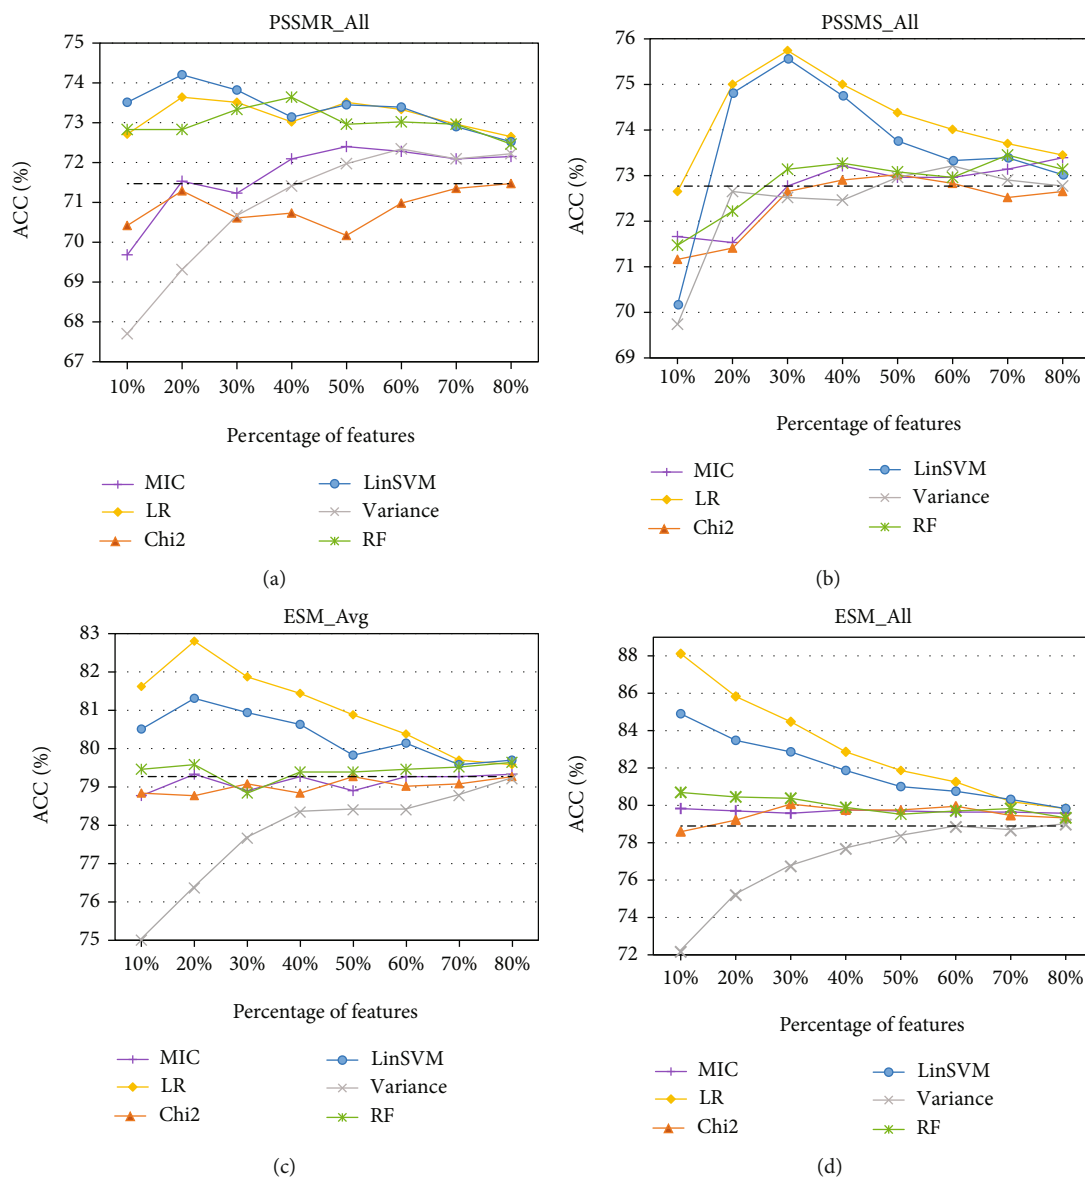 PSSMR_All
75
74
73
72
71
70
69
68
67
ACC (%)
10% 20% 30% 40% 50% 60% 70% 80%
Percentage of features
MIC
LR
Chi2
LinSVM
Variance
RF
(a)
PSSMS_All
76
75
74
73
72
71
70
69
ACC (%)
10% 20% 30% 40% 50% 60% 70% 80%
Percentage of features
MIC
LR
Chi2
LinSVM
Variance
RF
(b)
ESM_Avg
83
82
81
80
79
78
77
76
75
ACC (%)
10% 20% 30% 40% 50% 60% 70% 80%
Percentage of features
MIC
LR
Chi2
LinSVM
Variance
RF
(c)
ESM_All
88
86
84
82
80
78
76
74
72
ACC (%)
10% 20% 30% 40% 50% 60% 70% 80%
Percentage of features
MIC
LR
Chi2
LinSVM
Variance
RF
(d)